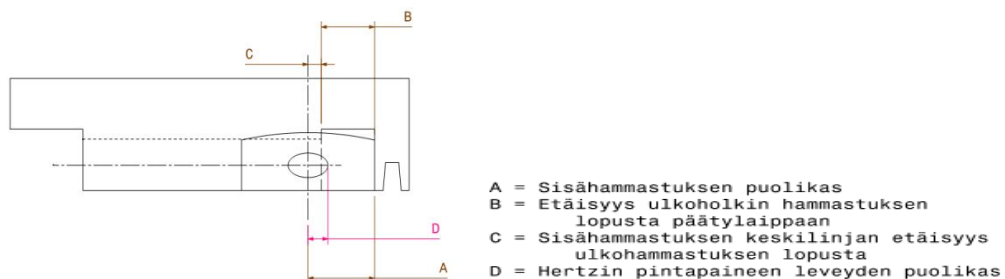 B
C
D
A
A = Sisähammastuksen puolikas
B = Etäisyys ulkoholkin hammastuksen
lopusta päätylaippaan
C = Sisähammastuksen keskilinjan etäisyys
ulkohammastuksen lopusta
D = Hertzin pintapaineen leveyden puolikas